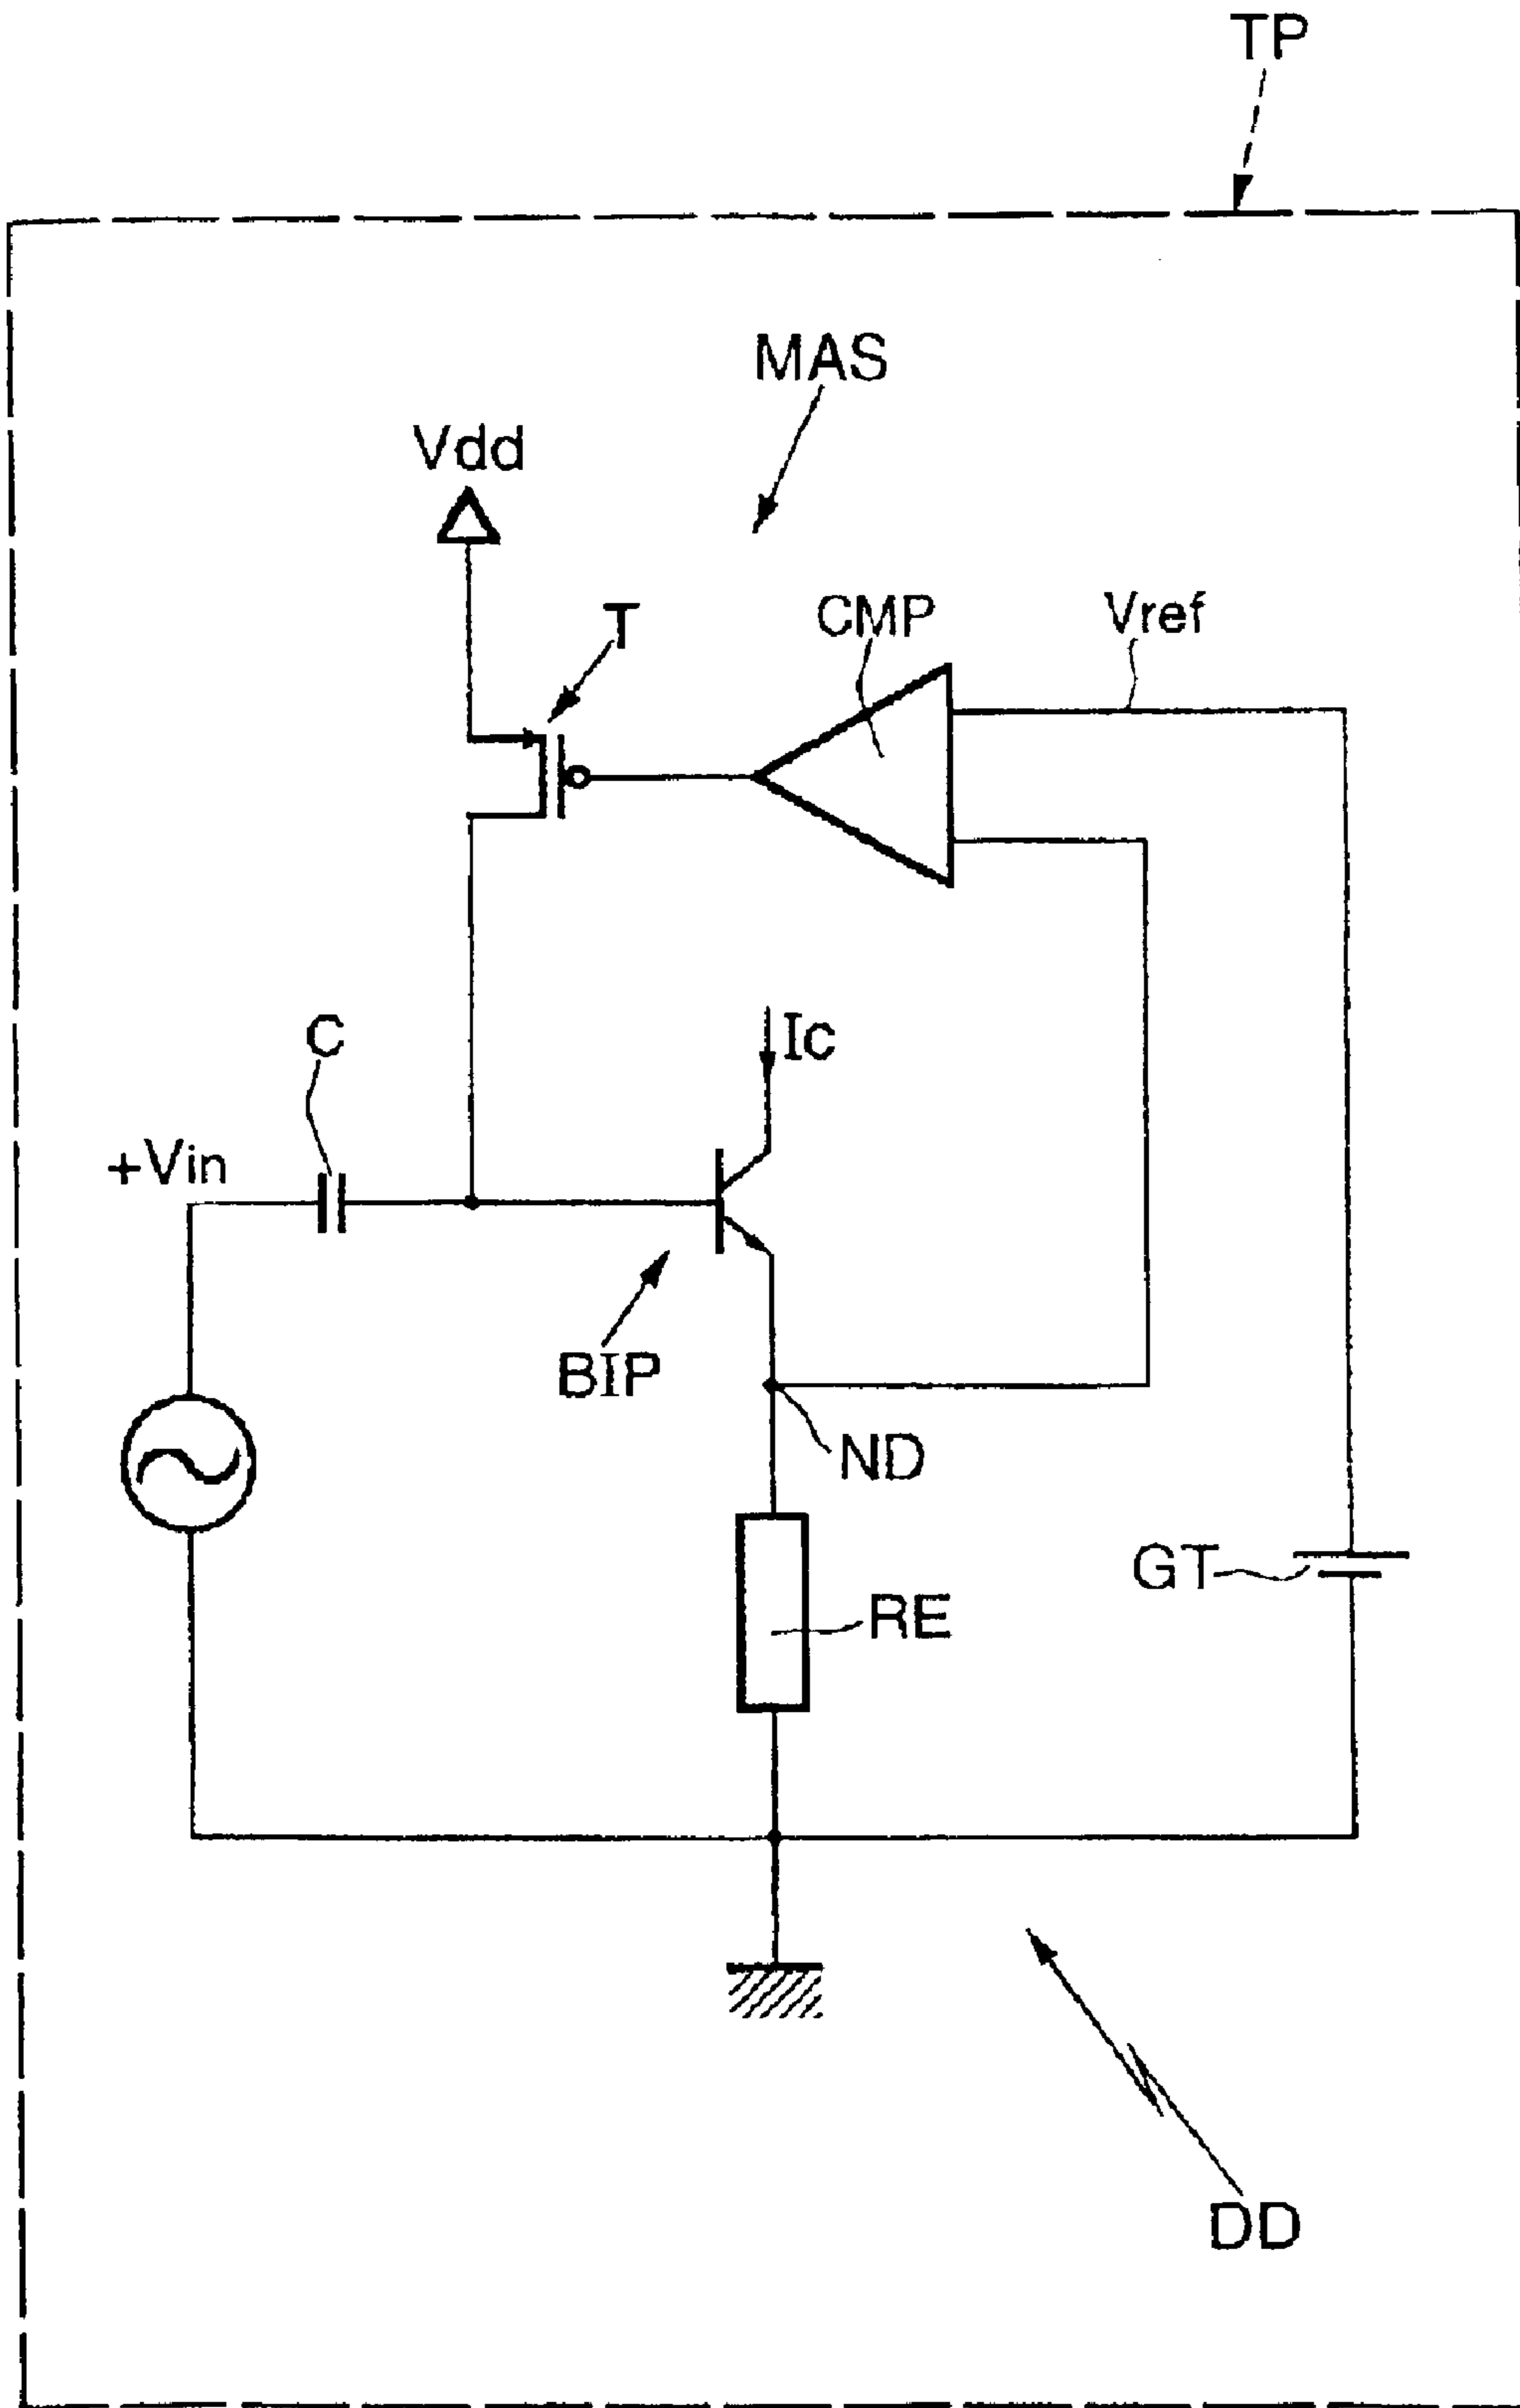 TP
MAS
Vdd
T
CMP
Vref
C
Ic
+Vin
BIP
ND
GT
RE
DD